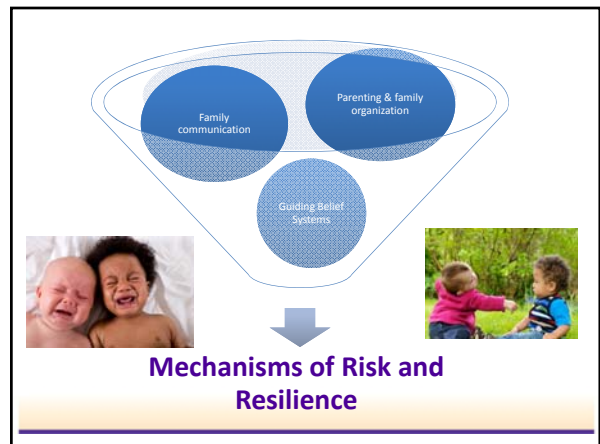 Family
communication
Parenting & family
organization
Guiding Belief
Systems
Mechanisms of Risk and
Resilience